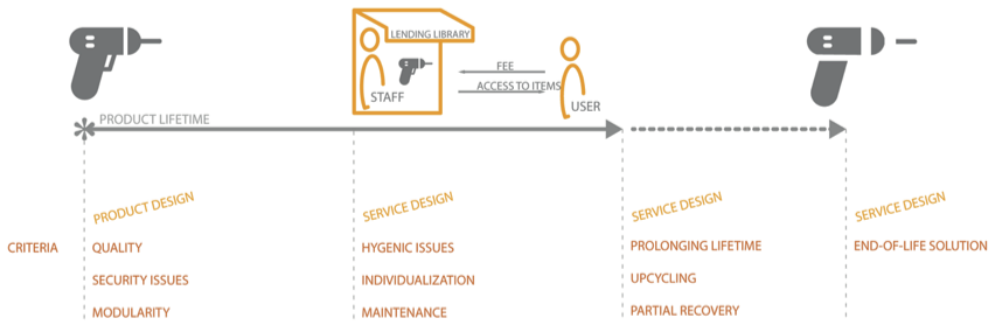 LENDING LIBRARY
FEE
ACCESS TO ITEMS
STAFF
USER
PRODUCT LIFETIME
PRODUCT DESIGN
SERVICE DESIGN
SERVICE DESIGN
SERVICE DESIGN
CRITERIA QUALITY HYGENIC ISSUES PROLONGING LIFETIME END-OF-LIFE SOLUTION
SECURITY ISSUES INDIVIDUALIZATION UPCYCLING
MODULARITY MAINTENANCE PARTIAL RECOVERY